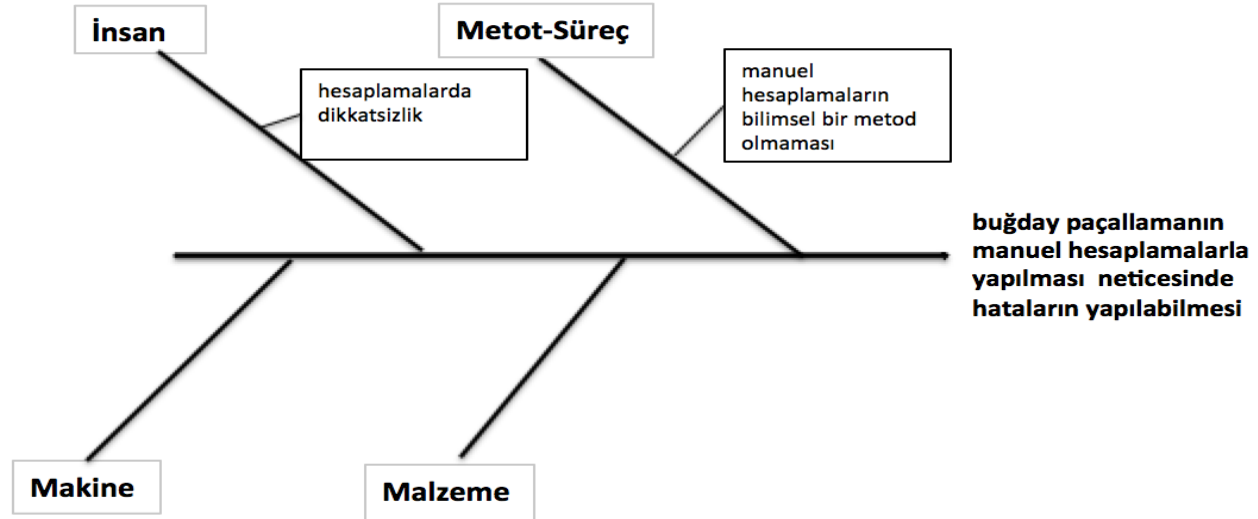 İnsan
Metot-Süreç
hesaplamalarda
dikkatsizlik
manuel
hesaplamaların
bilimsel bir metod
olmaması
buğday paçallamanın
manuel hesaplamalarla
yapılması neticesinde
hataların yapılabilmesi
Makine
Malzeme